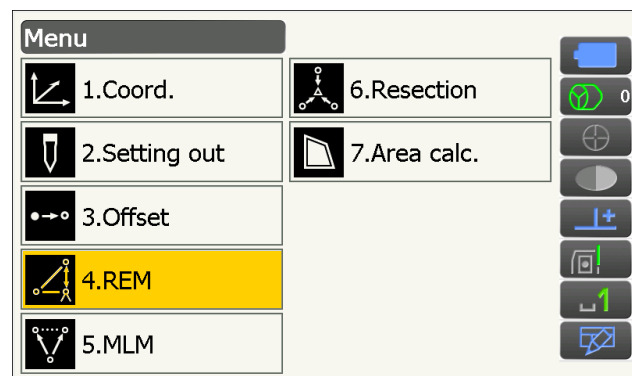 Menu
1.Coord.
2.Setting out
3.Offset
4.REM
5.MLM
6.Resection
7.Area calc.
0
1